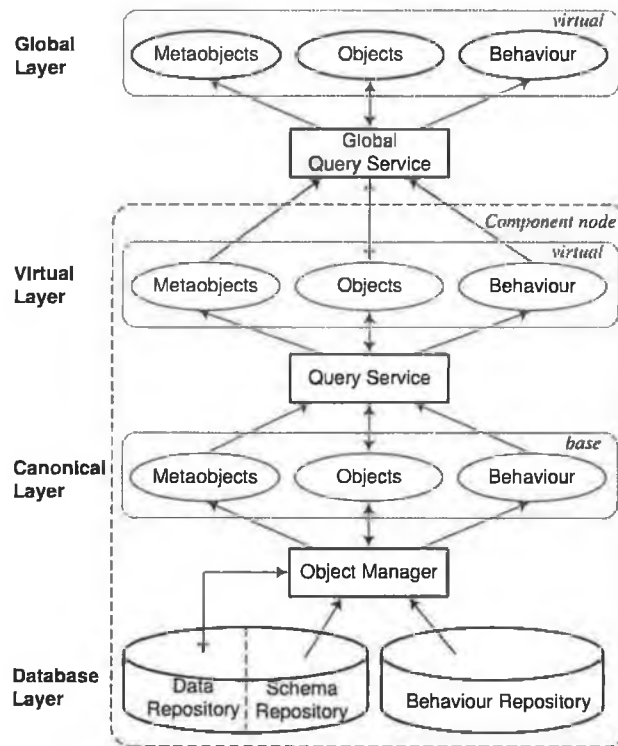 virtual
Global
Layer
Metaobjects
Objects
Behaviour
Global
Query Service
Component node
virtual
Virtual
Layer
Metaobjects
Objects
Behaviour
Query Service
base
Canonical
Layer
Metaobjects
Objects
Behaviour
Object Manager
Database
Layer
Data
Repository
Schema
Repository
Behaviour Repository